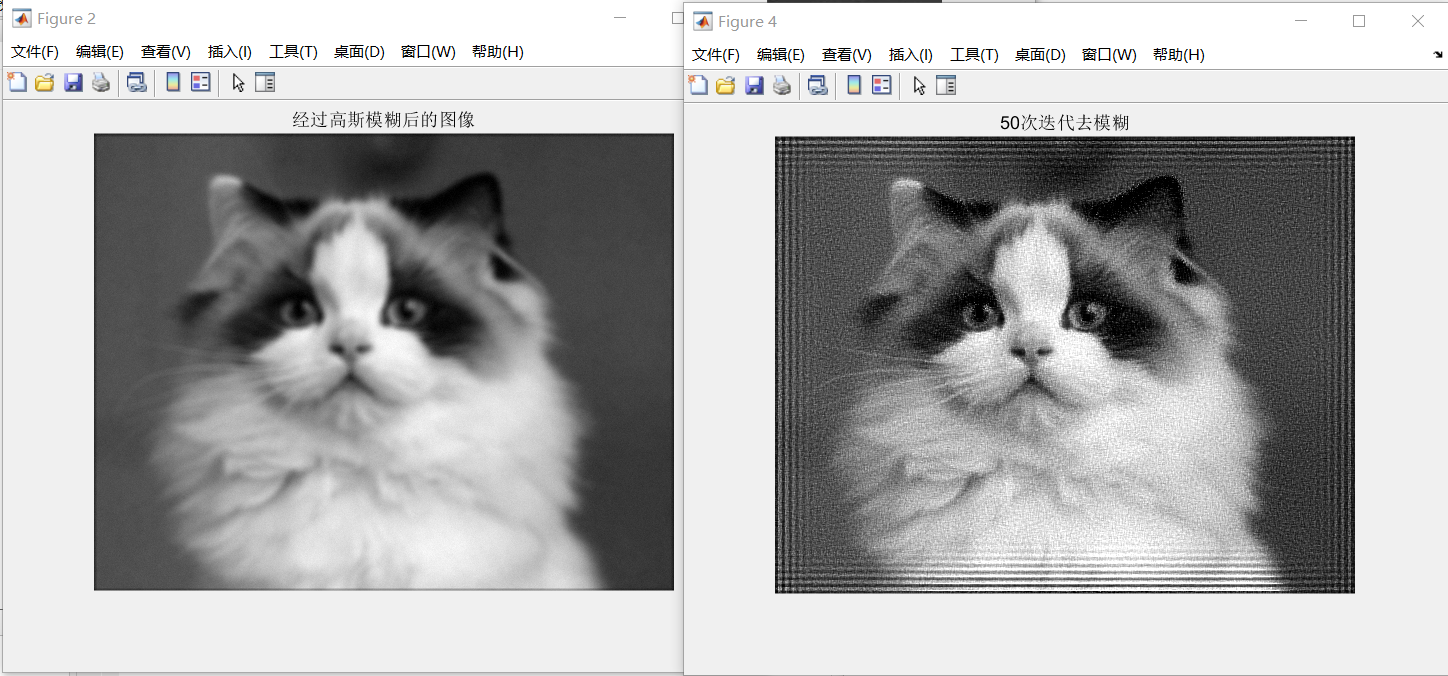 Figure 2
文件(F) 编辑(E) 查看(V) 插入(I) 工具(T) 桌面(D) 窗口(W) 帮助(H)
经过高斯模糊后的图像
Figure 4
文件(F) 编辑(E) 查看(V) 插入(I) 工具(T) 桌面(D) 窗口(W) 帮助(H)
50次迭代去模糊